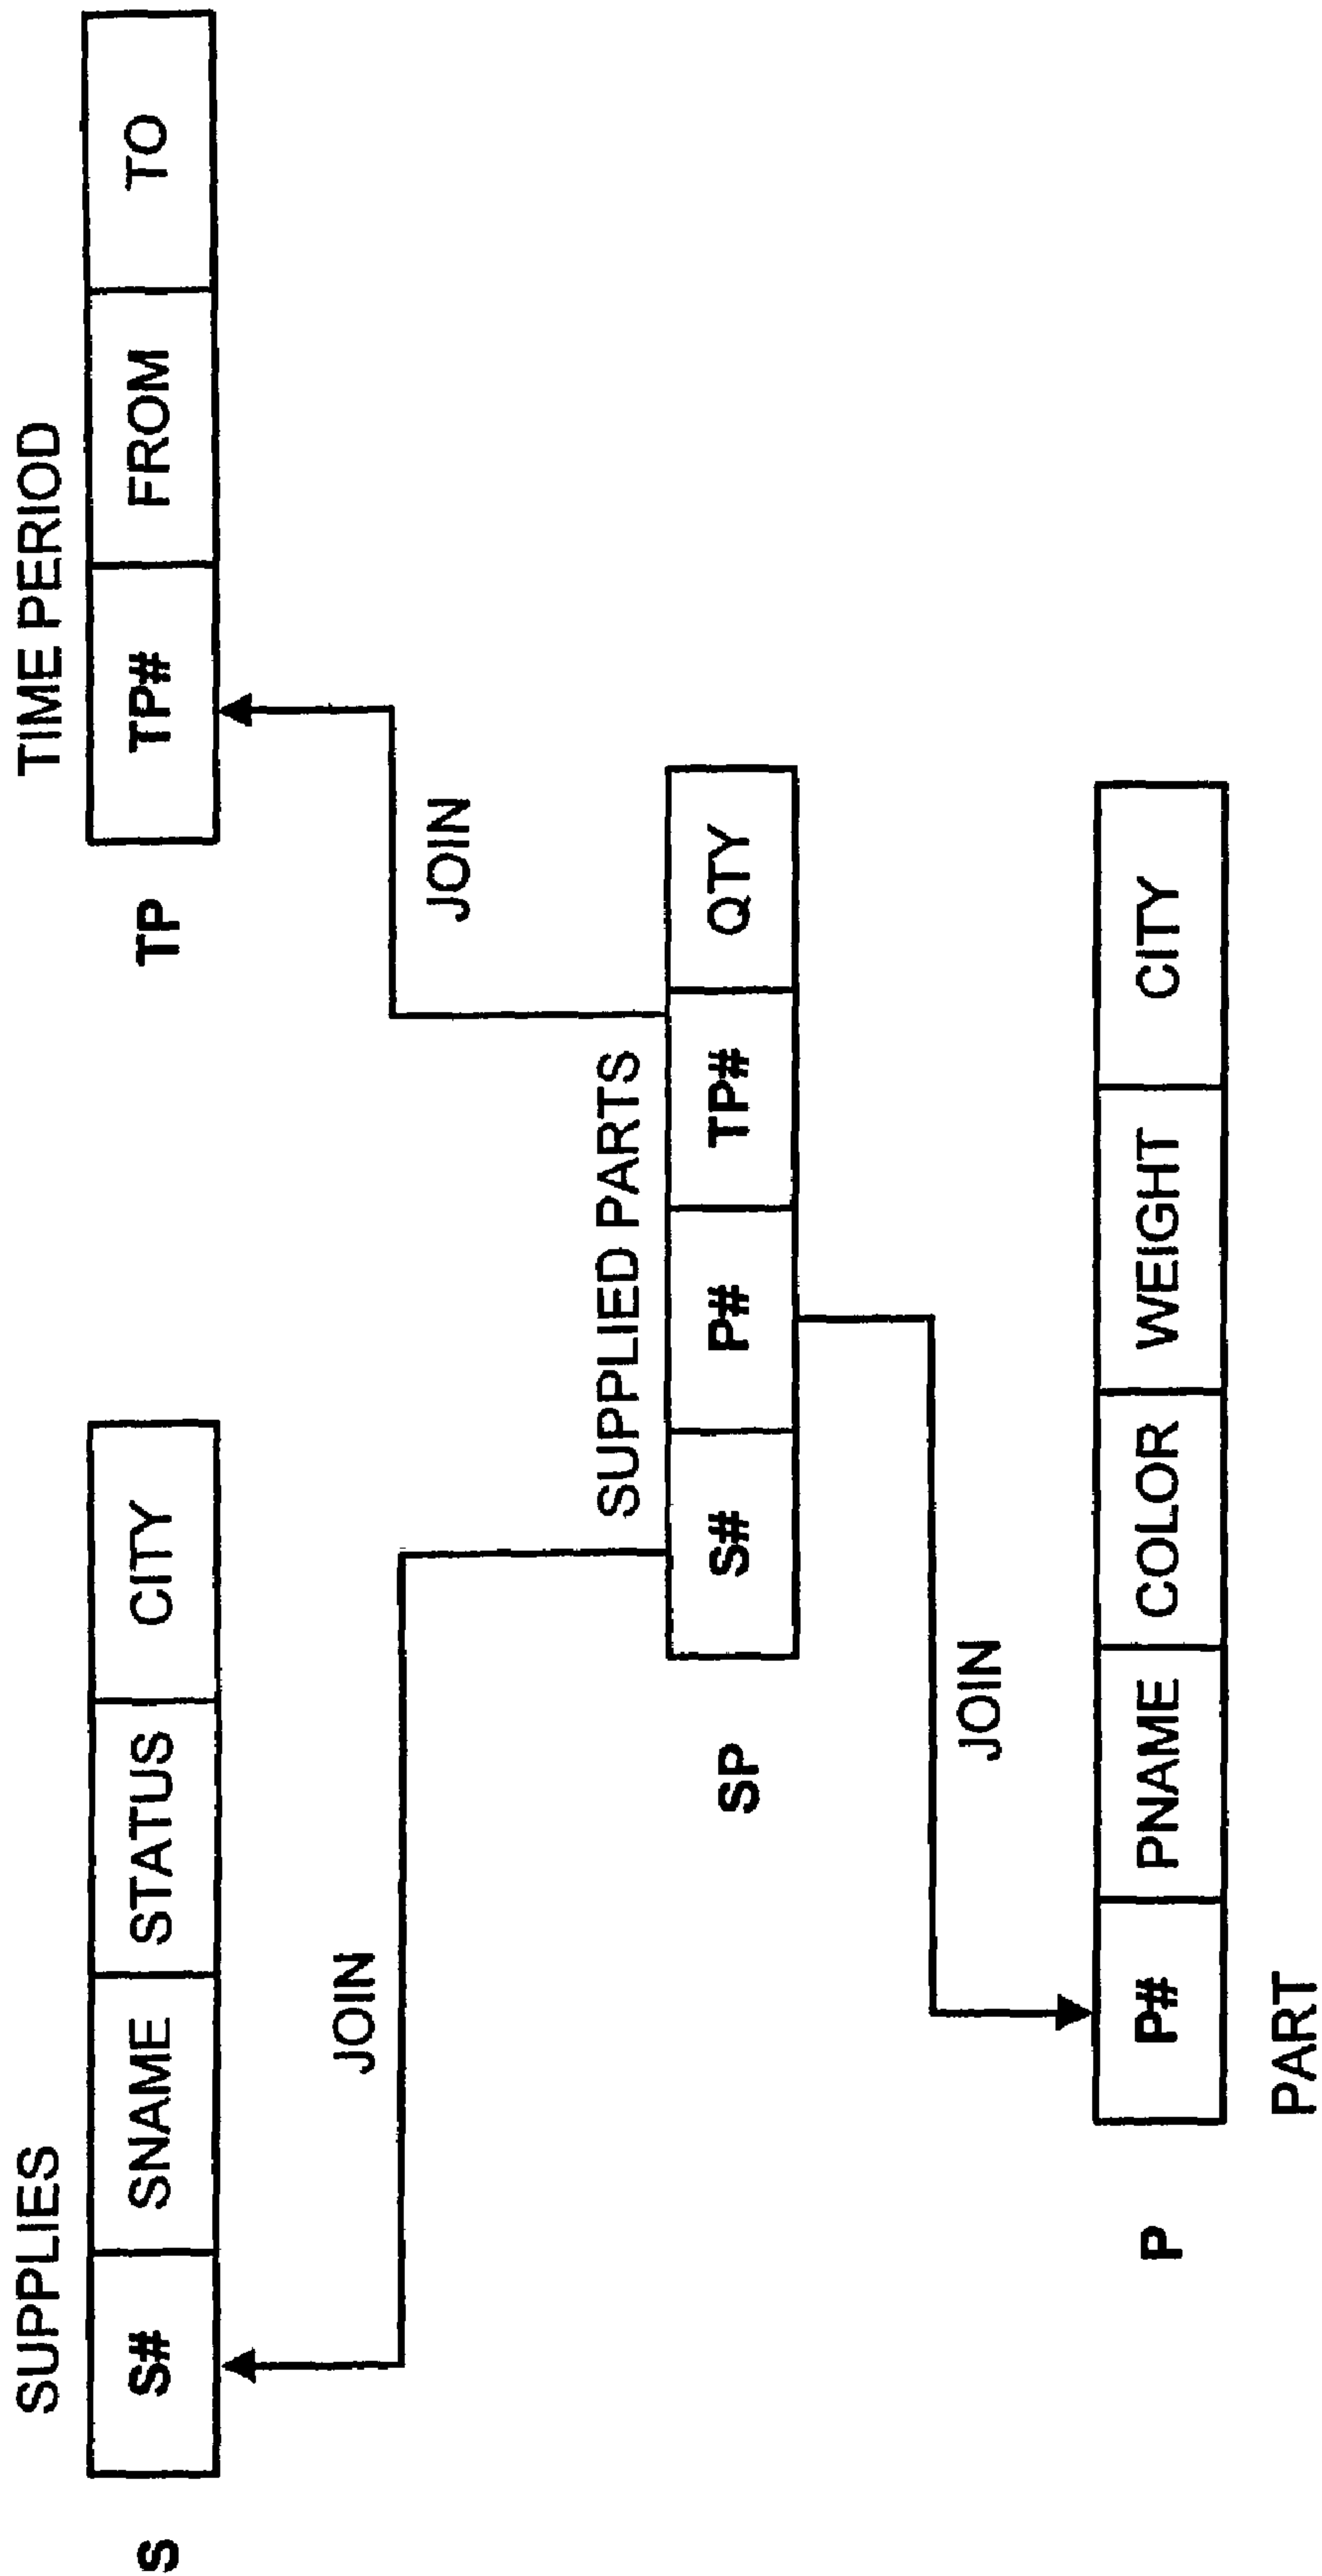 SUPPLIES TIME PERIOD
S S# SNAME STATUS CITY TP TP# FROM TO
JOIN JOIN
SUPPLIED PARTS
SP S# P# TP# QTY
JOIN
P P# PNAME COLOR WEIGHT CITY
PART